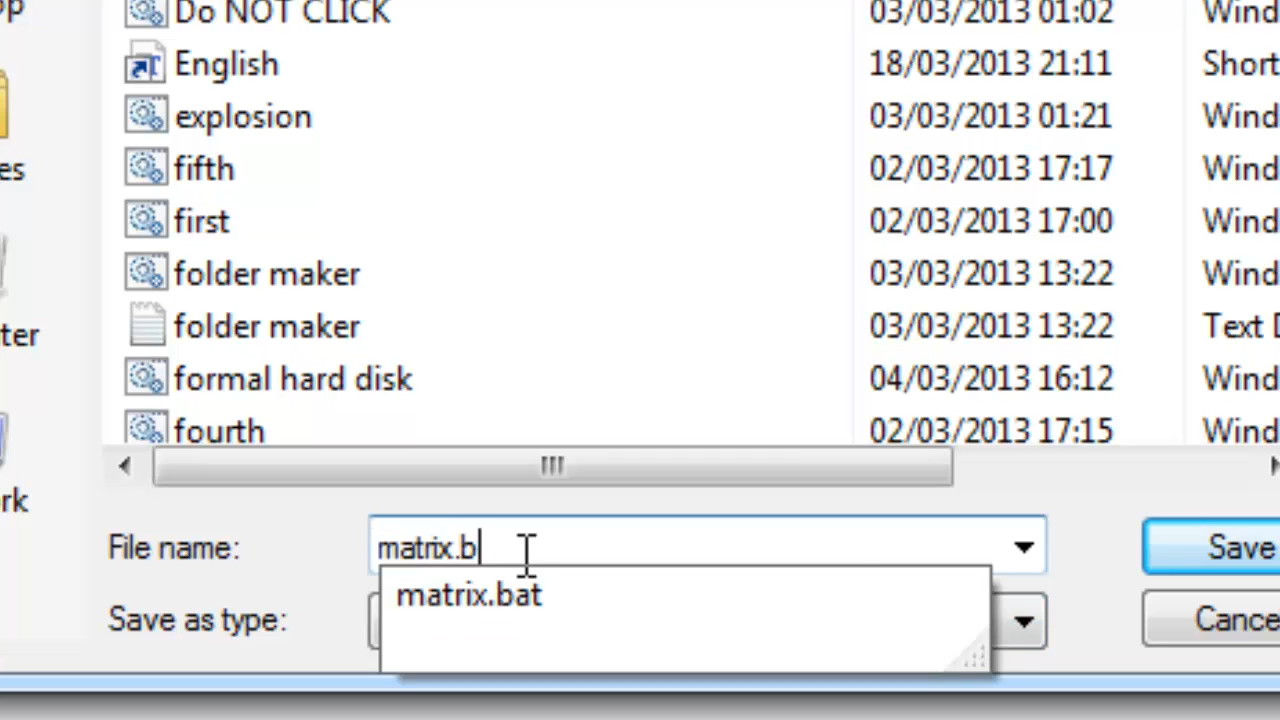 pp
Do NOT CLICK 03/03/2013 01:02 Wind
English 18/03/2013 21:11 Short
explosion 03/03/2013 01:21 Wind
es fifth 02/03/2013 17:17 Wind
first 02/03/2013 17:00 Wind
folder maker 03/03/2013 13:22 Wind
ter folder maker 03/03/2013 13:22 Text D
formal hard disk 04/03/2013 16:12 Wind
fourth 02/03/2013 17:15 Wind
rk
File name: matrix.b Save
matrix.bat
Save as type: Cance